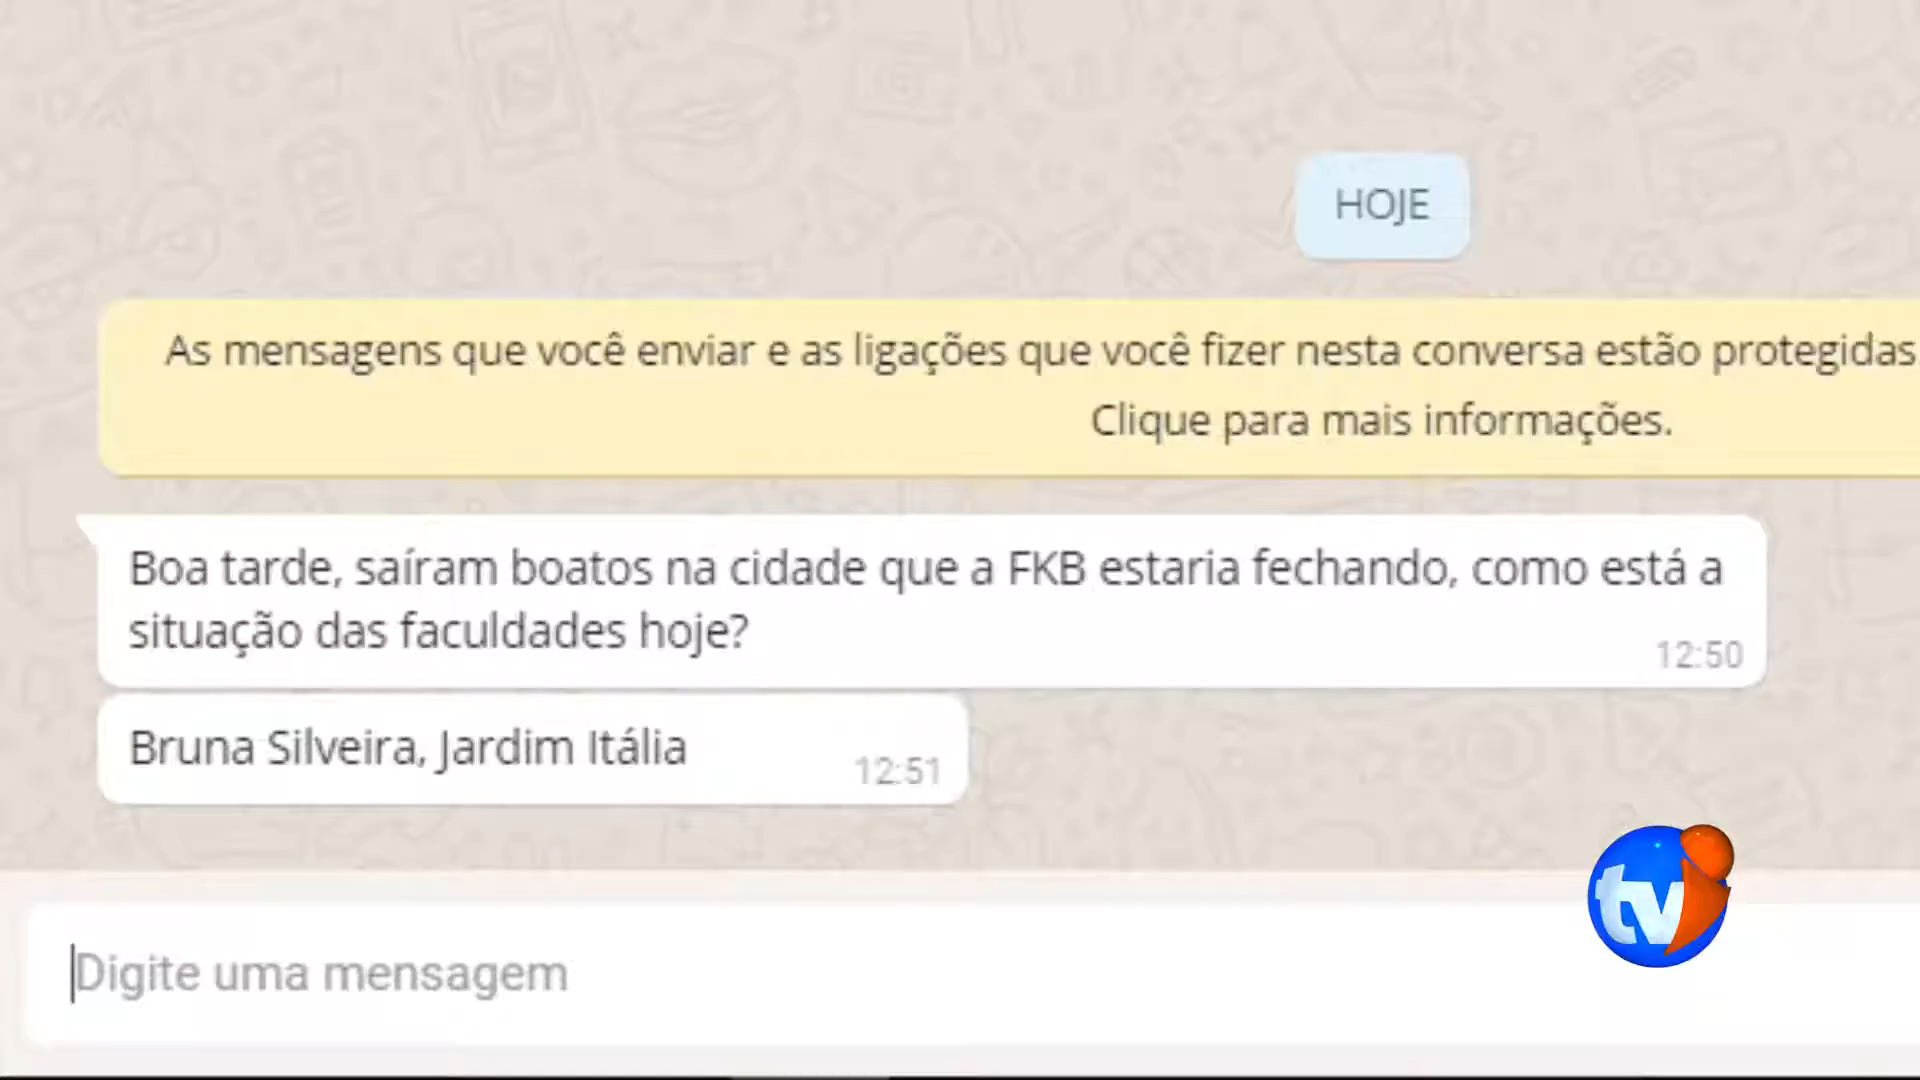 HOJE
As mensagens que você enviar e as ligações que você fizer nesta conversa estão protegidas
Clique para mais informações.
Boa tarde, saíram boatos na cidade que a FKB estaria fechando, como está a
situação das faculdades hoje?
12:50
Bruna Silveira, Jardim Itália
12:51
tvi
Digite uma mensagem